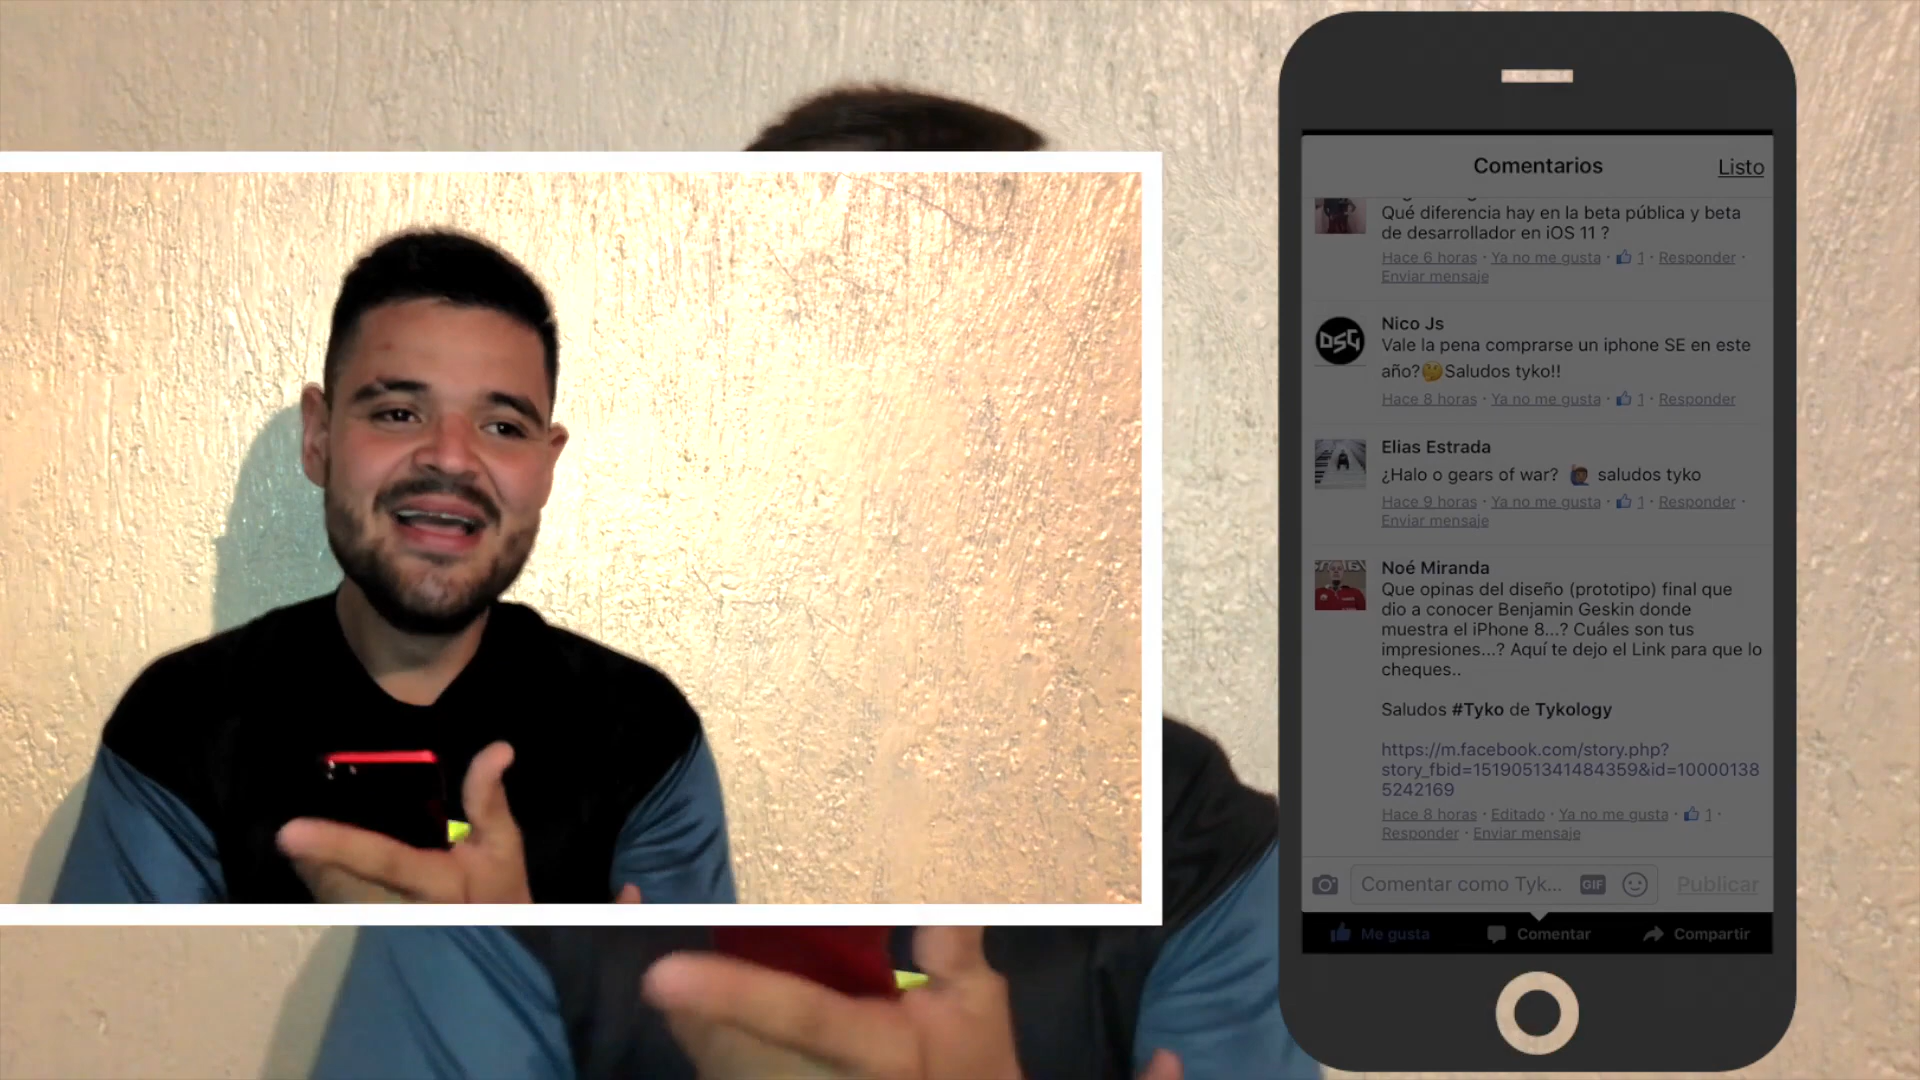 Comentarios
Listo
Qué diferencia hay en la beta pública y beta
de desarrollador en iOS 11 ?
Hace 6 horas · Ya no me gusta · 1 · Responder ·
Enviar mensaje
DSG
Nico Js
Vale la pena comprarse un iphone SE en este
año?🤔Saludos tyko!!
Hace 8 horas · Ya no me gusta · 1 · Responder
Elias Estrada
¿Halo o gears of war? 🙋🏾‍♂️ saludos tyko
Hace 9 horas · Ya no me gusta · 1 · Responder ·
Enviar mensaje
Noé Miranda
Que opinas del diseño (prototipo) final que
dio a conocer Benjamin Geskin donde
muestra el iPhone 8...? Cuáles son tus
impresiones...? Aquí te dejo el Link para que lo
cheques..
Saludos #Tyko de Tykology
https://m.facebook.com/story.php?
story_fbid=1519051341484359&id=10000138
5242169
Hace 8 horas · Editado · Ya no me gusta · 1 ·
Responder · Enviar mensaje
Comentar como Tyk...
GIF
Publicar
Me gusta
Comentar
Compartir